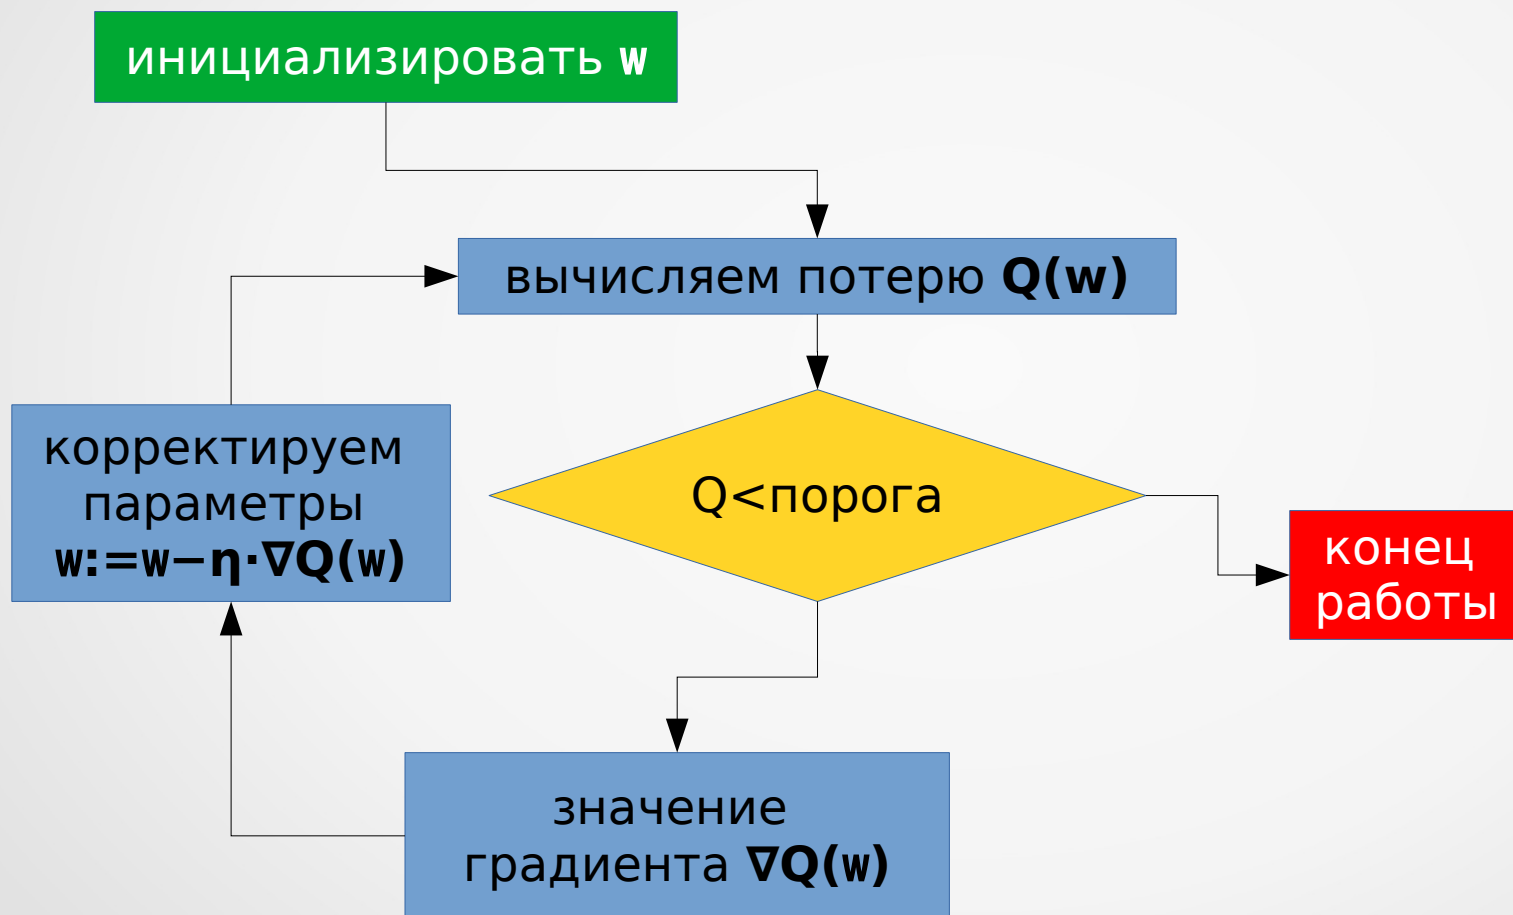 инициализировать w
вычисляем потерю Q(w)
Q<порога
конец
работы
корректируем
параметры
w:=w−η·∇Q(w)
значение
градиента ∇Q(w)